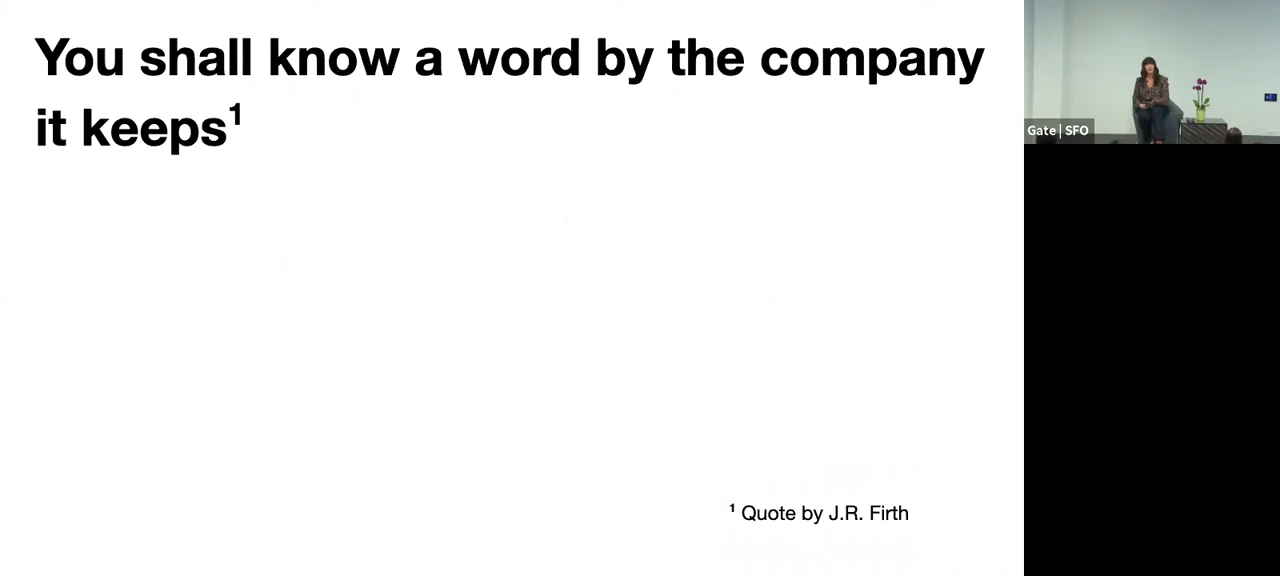 You shall know a word by the company
it keeps¹
Gate | SFO
¹ Quote by J.R. Firth